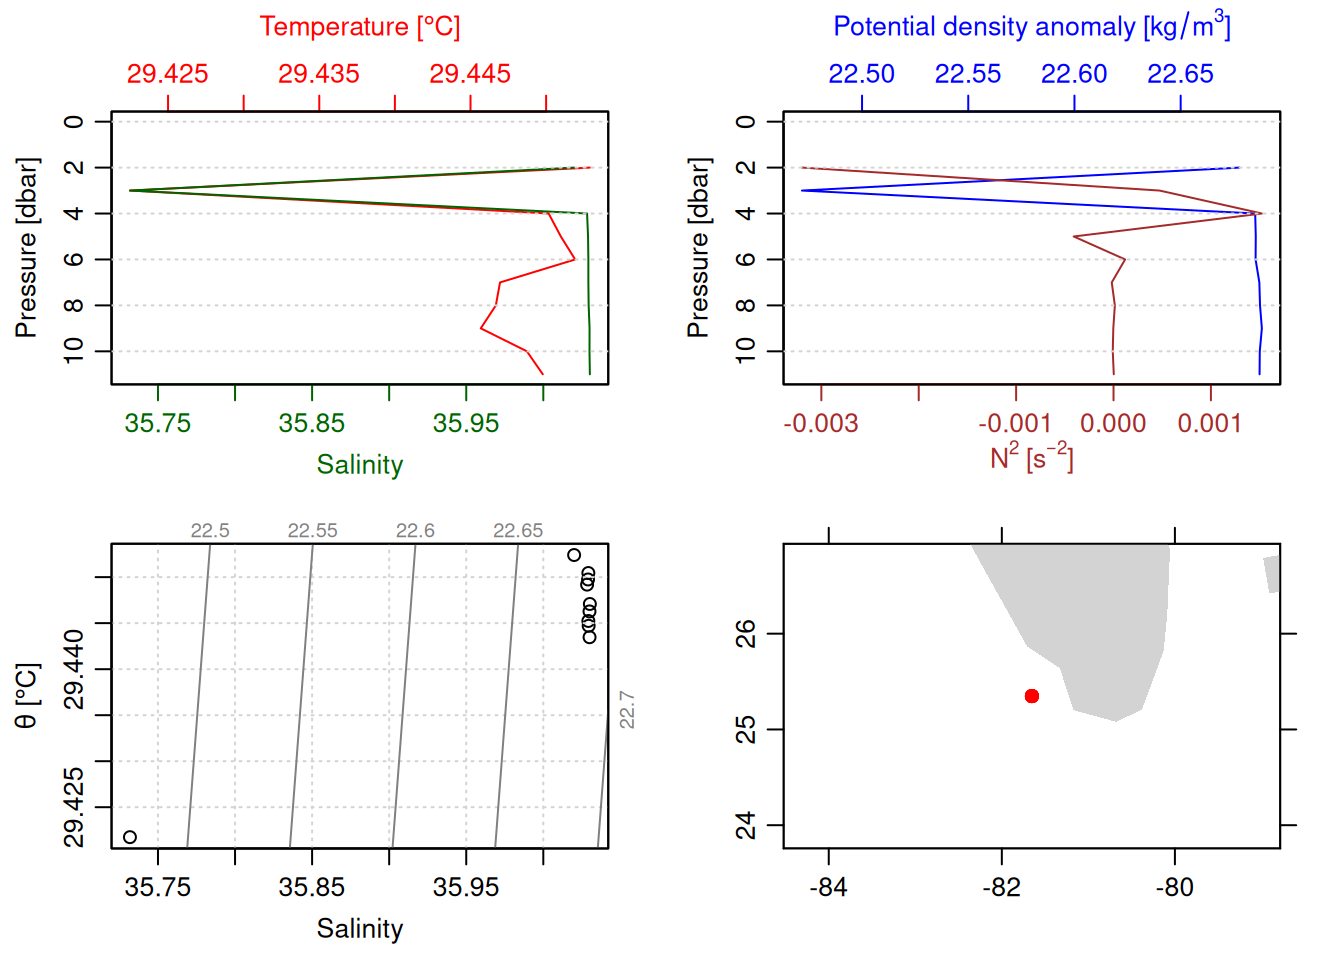 Temperature [°C]
29.425 29.435 29.445
Pressure [dbar]
0
2
4
6
8
10
35.75 35.85 35.95
Salinity
Potential density anomaly [kg/m³]
22.50 22.55 22.60 22.65
Pressure [dbar]
0
2
4
6
8
10
-0.003 -0.001 0.000 0.001
N² [s⁻²]
22.5 22.55 22.6 22.65
22.7
θ [°C]
29.440
29.425
35.75 35.85 35.95
Salinity
26
25
24
-84 -82 -80